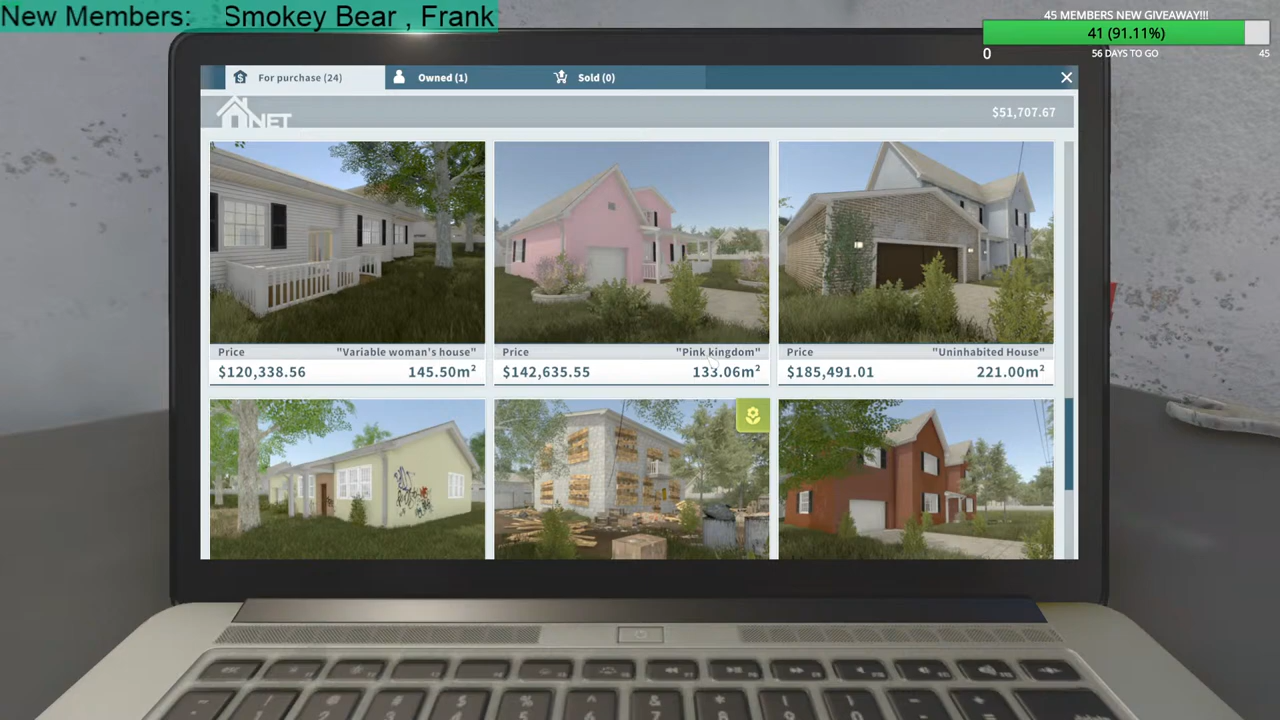 New Members: Smokey Bear , Frank
45 MEMBERS NEW GIVEAWAY!!!
41 (91.11%)
0 56 DAYS TO GO 45
For purchase (24) Owned (1) Sold (0)
NET $51,707.67
Price "Variable woman's house"
$120,338.56 145.50m²
Price "Pink kingdom"
$142,635.55 133.06m²
Price "Uninhabited House"
$185,491.01 221.00m²